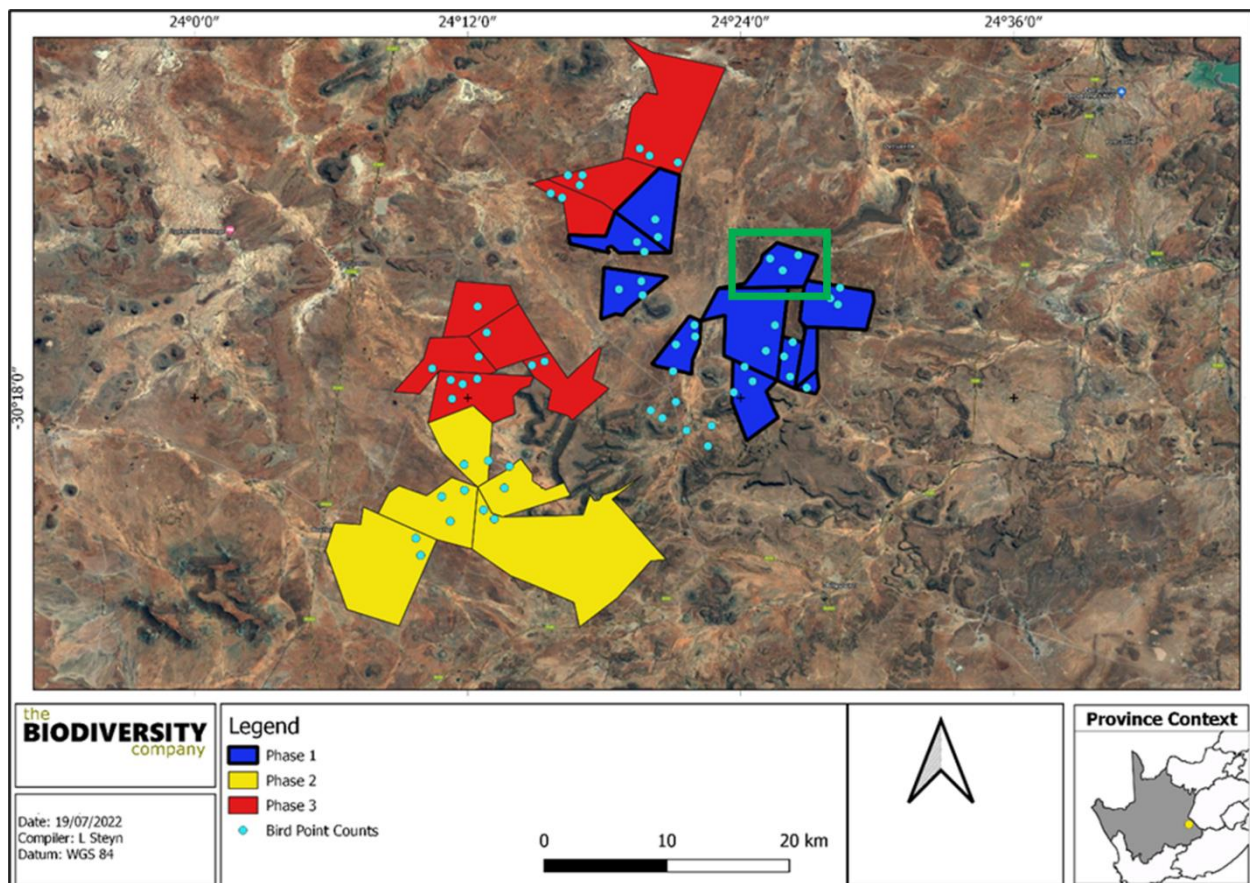 24°0′0″ 24°12′0″ 24°24′0″ 24°36′0″
-30°18′0″
the
BIODIVERSITY
company
Date: 19/07/2022
Compiler: L Steyn
Datum: WGS 84
Legend
Phase 1
Phase 2
Phase 3
Bird Point Counts
0 10 20 km
Province Context